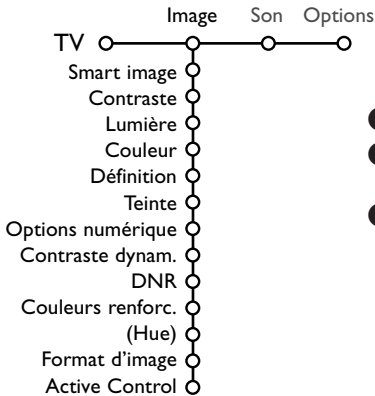 Image Son Options
TV
Smart image
Contraste
Lumière
Couleur
Définition
Teinte
Options numérique
Contraste dynam.
DNR
Couleurs renforc.
(Hue)
Format d'image
Active Control